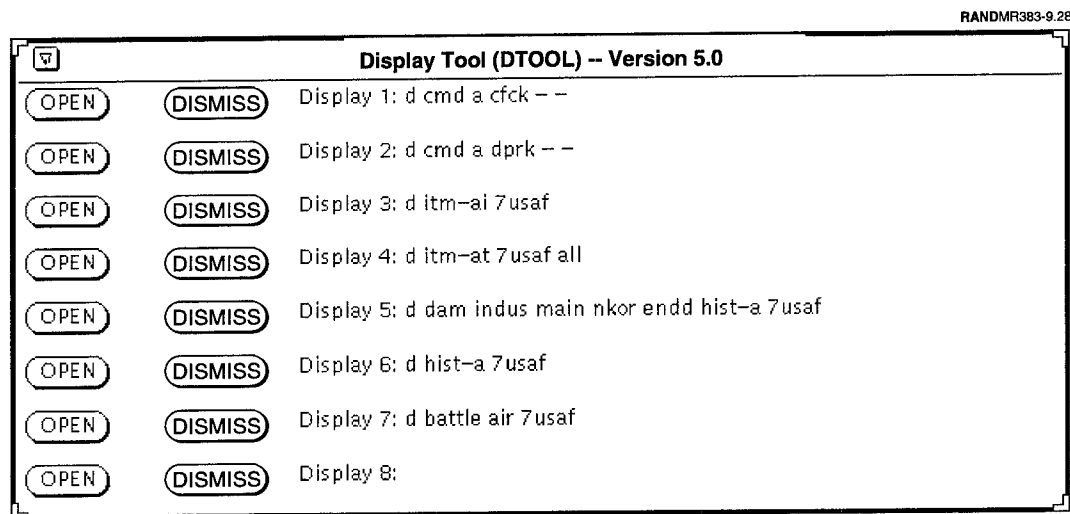 RANDMR383-9.28
Display Tool (DTOOL) -- Version 5.0
OPEN DISMISS Display 1: d cmd a cfck – –
OPEN DISMISS Display 2: d cmd a dprk – –
OPEN DISMISS Display 3: d itm–ai 7usaf
OPEN DISMISS Display 4: d itm–at 7usaf all
OPEN DISMISS Display 5: d dam indus main nkor endd hist–a 7usaf
OPEN DISMISS Display 6: d hist–a 7usaf
OPEN DISMISS Display 7: d battle air 7usaf
OPEN DISMISS Display 8: